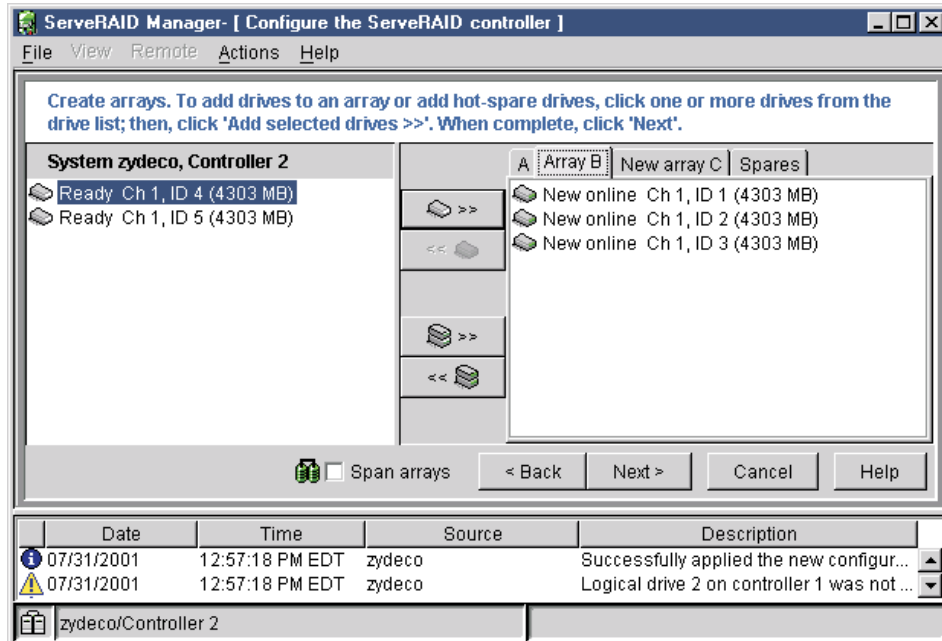 ServeRAID Manager- [ Configure the ServeRAID controller ]
File View Remote Actions Help
Create arrays. To add drives to an array or add hot-spare drives, click one or more drives from the
drive list; then, click 'Add selected drives >>'. When complete, click 'Next'.
System zydeco, Controller 2
Ready Ch 1, ID 4 (4303 MB)
Ready Ch 1, ID 5 (4303 MB)
>>
<<
>>
<<
A Array B New array C Spares
New online Ch 1, ID 1 (4303 MB)
New online Ch 1, ID 2 (4303 MB)
New online Ch 1, ID 3 (4303 MB)
Span arrays < Back Next > Cancel Help
Date Time Source Description
07/31/2001 12:57:18 PM EDT zydeco Successfully applied the new configur...
07/31/2001 12:57:18 PM EDT zydeco Logical drive 2 on controller 1 was not ...
zydeco/Controller 2